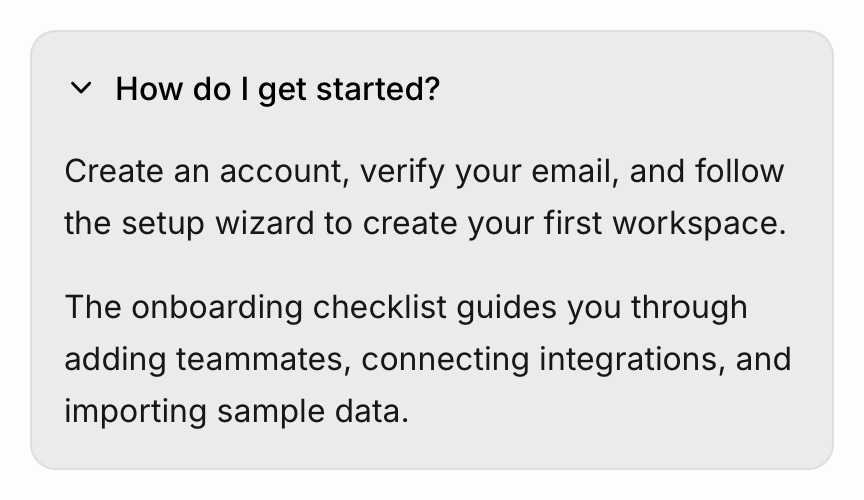 How do I get started?
Create an account, verify your email, and follow
the setup wizard to create your first workspace.
The onboarding checklist guides you through
adding teammates, connecting integrations, and
importing sample data.